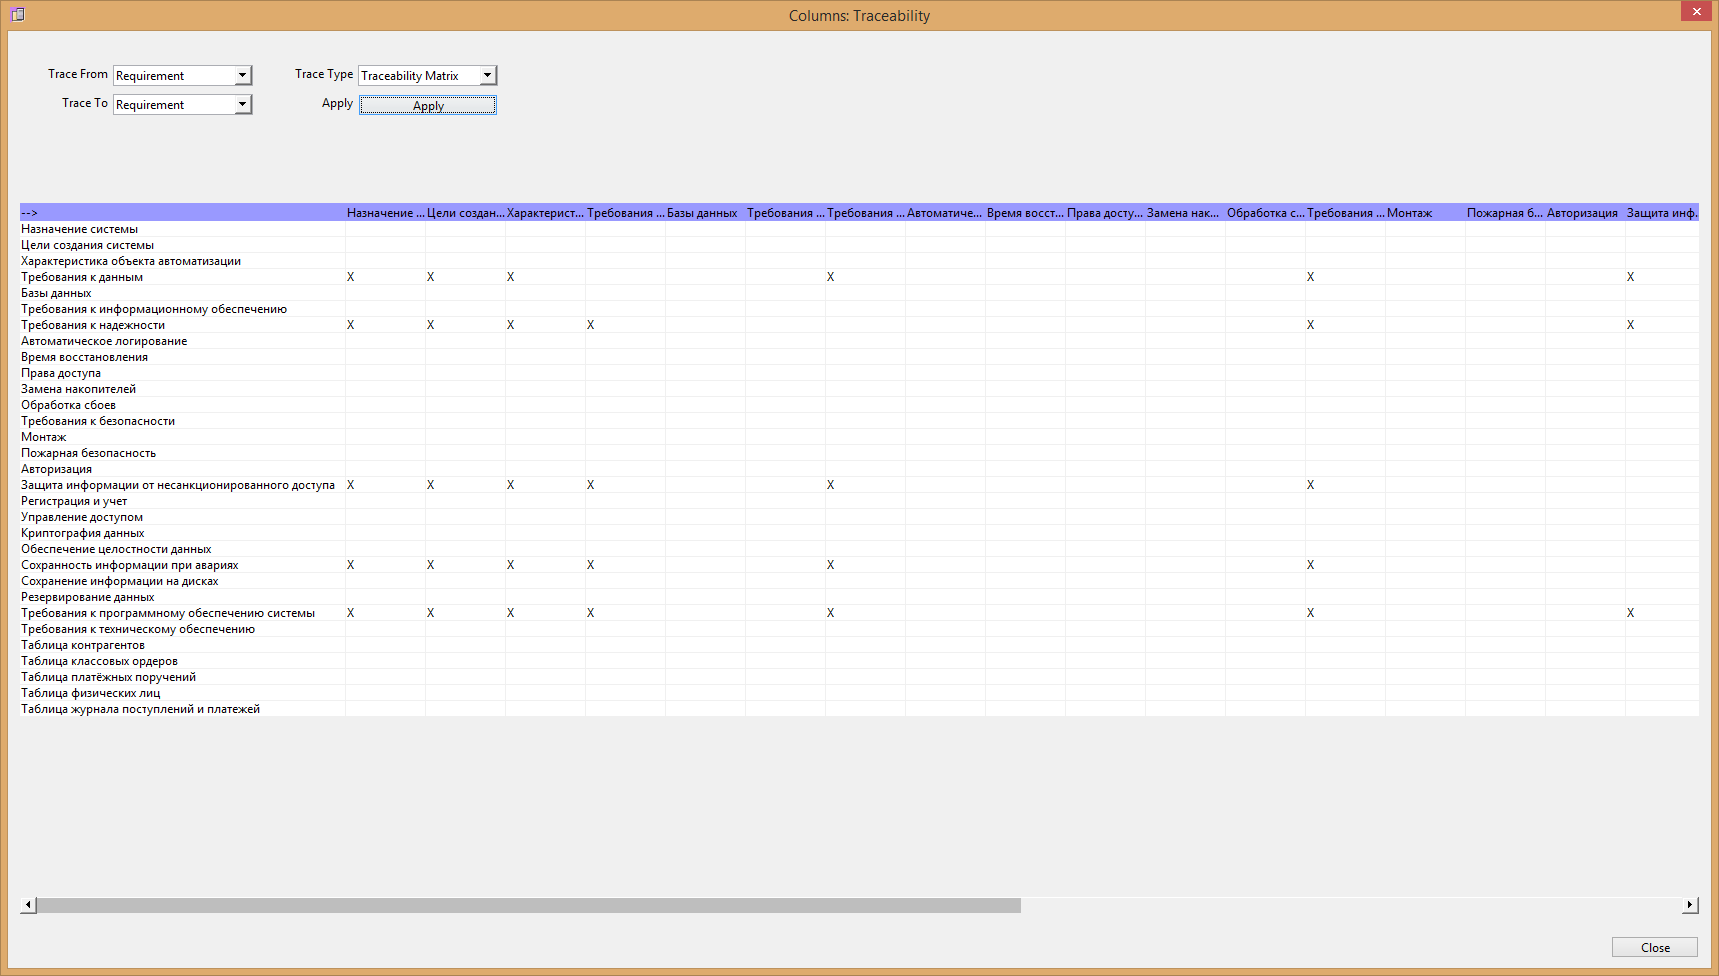 Columns: Traceability
Trace From Requirement Trace Type Traceability Matrix
Trace To Requirement Apply Apply
--> Назначение ... Цели создан... Характерист... Требования ... Базы данных Требования ... Требования ... Автоматиче... Время восст... Права досту... Замена нак... Обработка с... Требования ... Монтаж Пожарная б... Авторизация Защита инф.
Назначение системы
Цели создания системы
Характеристика объекта автоматизации
Требования к данным X X X X X X
Базы данных
Требования к информационному обеспечению
Требования к надежности X X X X X X
Автоматическое логирование
Время восстановления
Права доступа
Замена накопителей
Обработка сбоев
Требования к безопасности
Монтаж
Пожарная безопасность
Авторизация
Защита информации от несанкционированного доступа X X X X X X
Регистрация и учет
Управление доступом
Криптография данных
Обеспечение целостности данных
Сохранность информации при авариях X X X X X X
Сохранение информации на дисках
Резервирование данных
Требования к программному обеспечению системы X X X X X X X
Требования к техническому обеспечению
Таблица контрагентов
Таблица классовых ордеров
Таблица платёжных поручений
Таблица физических лиц
Таблица журнала поступлений и платежей
Close